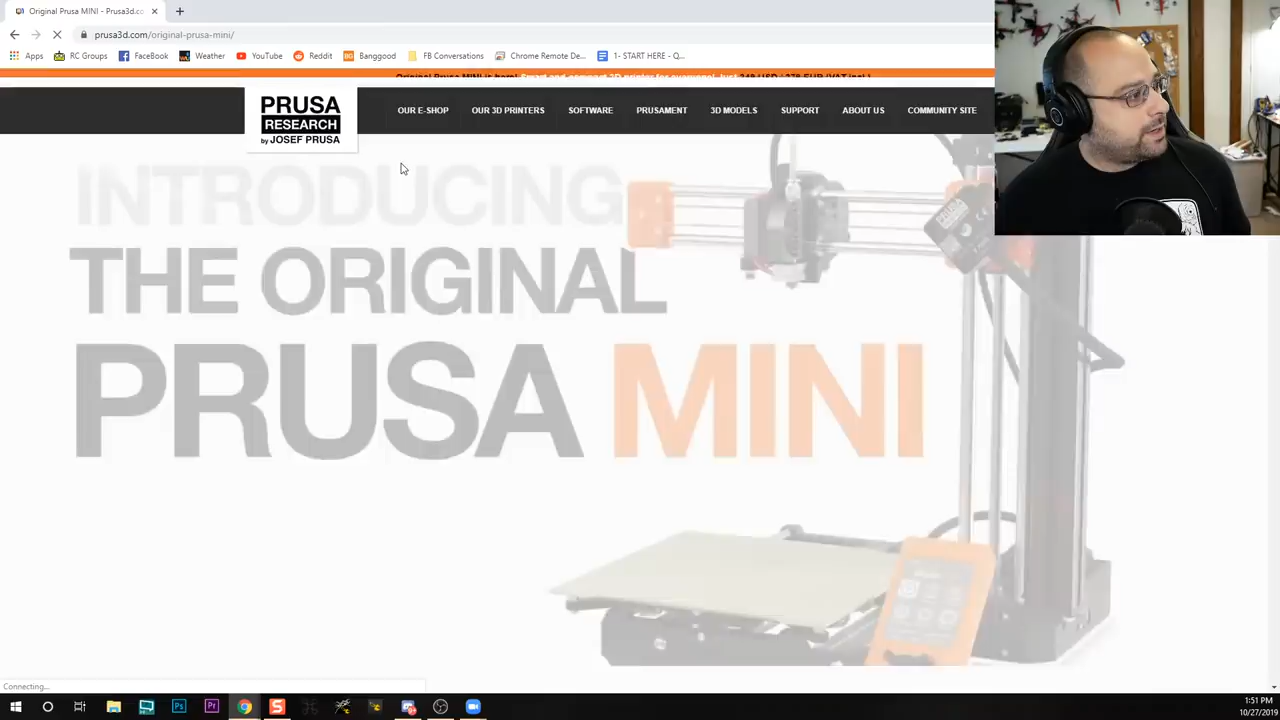 Original Prusa MINI - Prusa3d.co
prusa3d.com/original-prusa-mini/
Apps RC Groups FaceBook Weather YouTube Reddit Banggood FB Conversations Chrome Remote De... 1- START HERE - Q...
Original Prusa MINI is here! Smart and compact 3D printer for everyone! Just 349 USD / 379 EUR (VAT incl.)
PRUSA
RESEARCH
by JOSEF PRUSA
OUR E-SHOP OUR 3D PRINTERS SOFTWARE PRUSAMENT 3D MODELS SUPPORT ABOUT US COMMUNITY SITE
INTRODUCING
THE ORIGINAL
PRUSA MINI
Connecting...
1:51 PM
10/27/2019